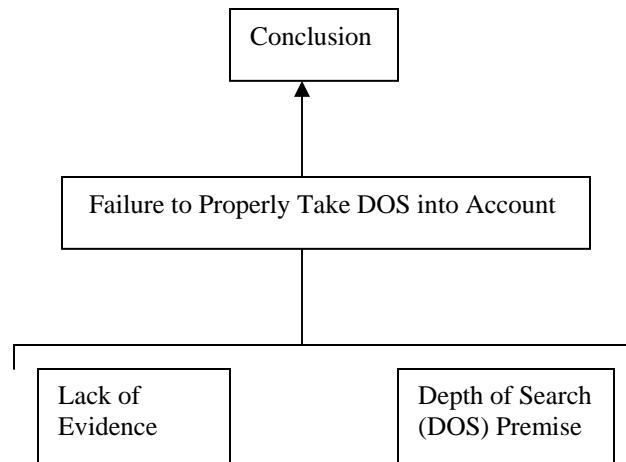 Conclusion
Failure to Properly Take DOS into Account
Lack of
Evidence
Depth of Search
(DOS) Premise